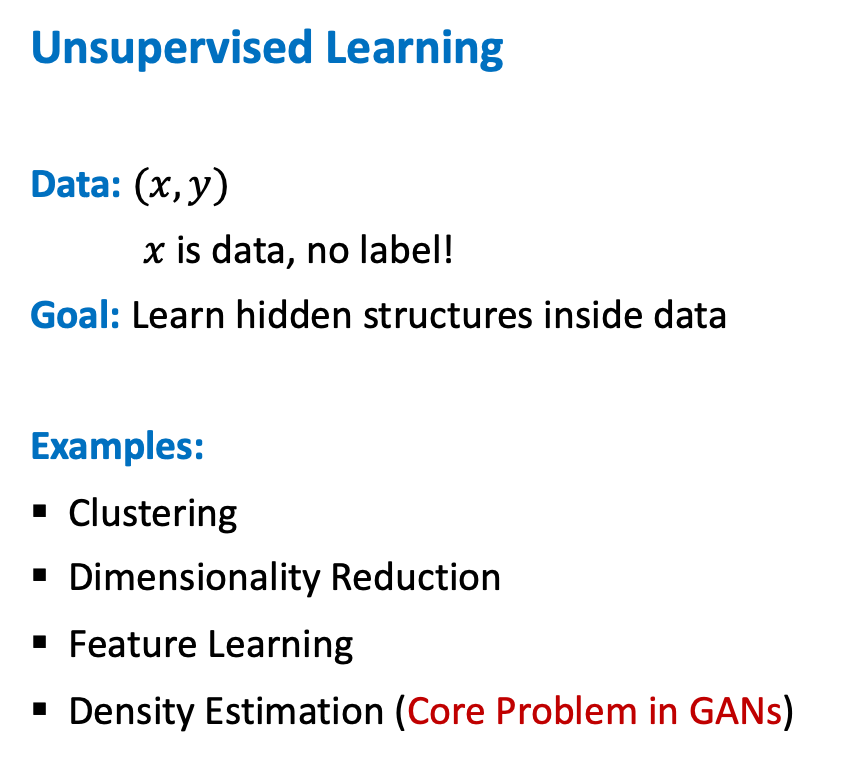 Unsupervised Learning
Data: (x, y)
x is data, no label!
Goal: Learn hidden structures inside data
Examples:
▪ Clustering
▪ Dimensionality Reduction
▪ Feature Learning
▪ Density Estimation (Core Problem in GANs)